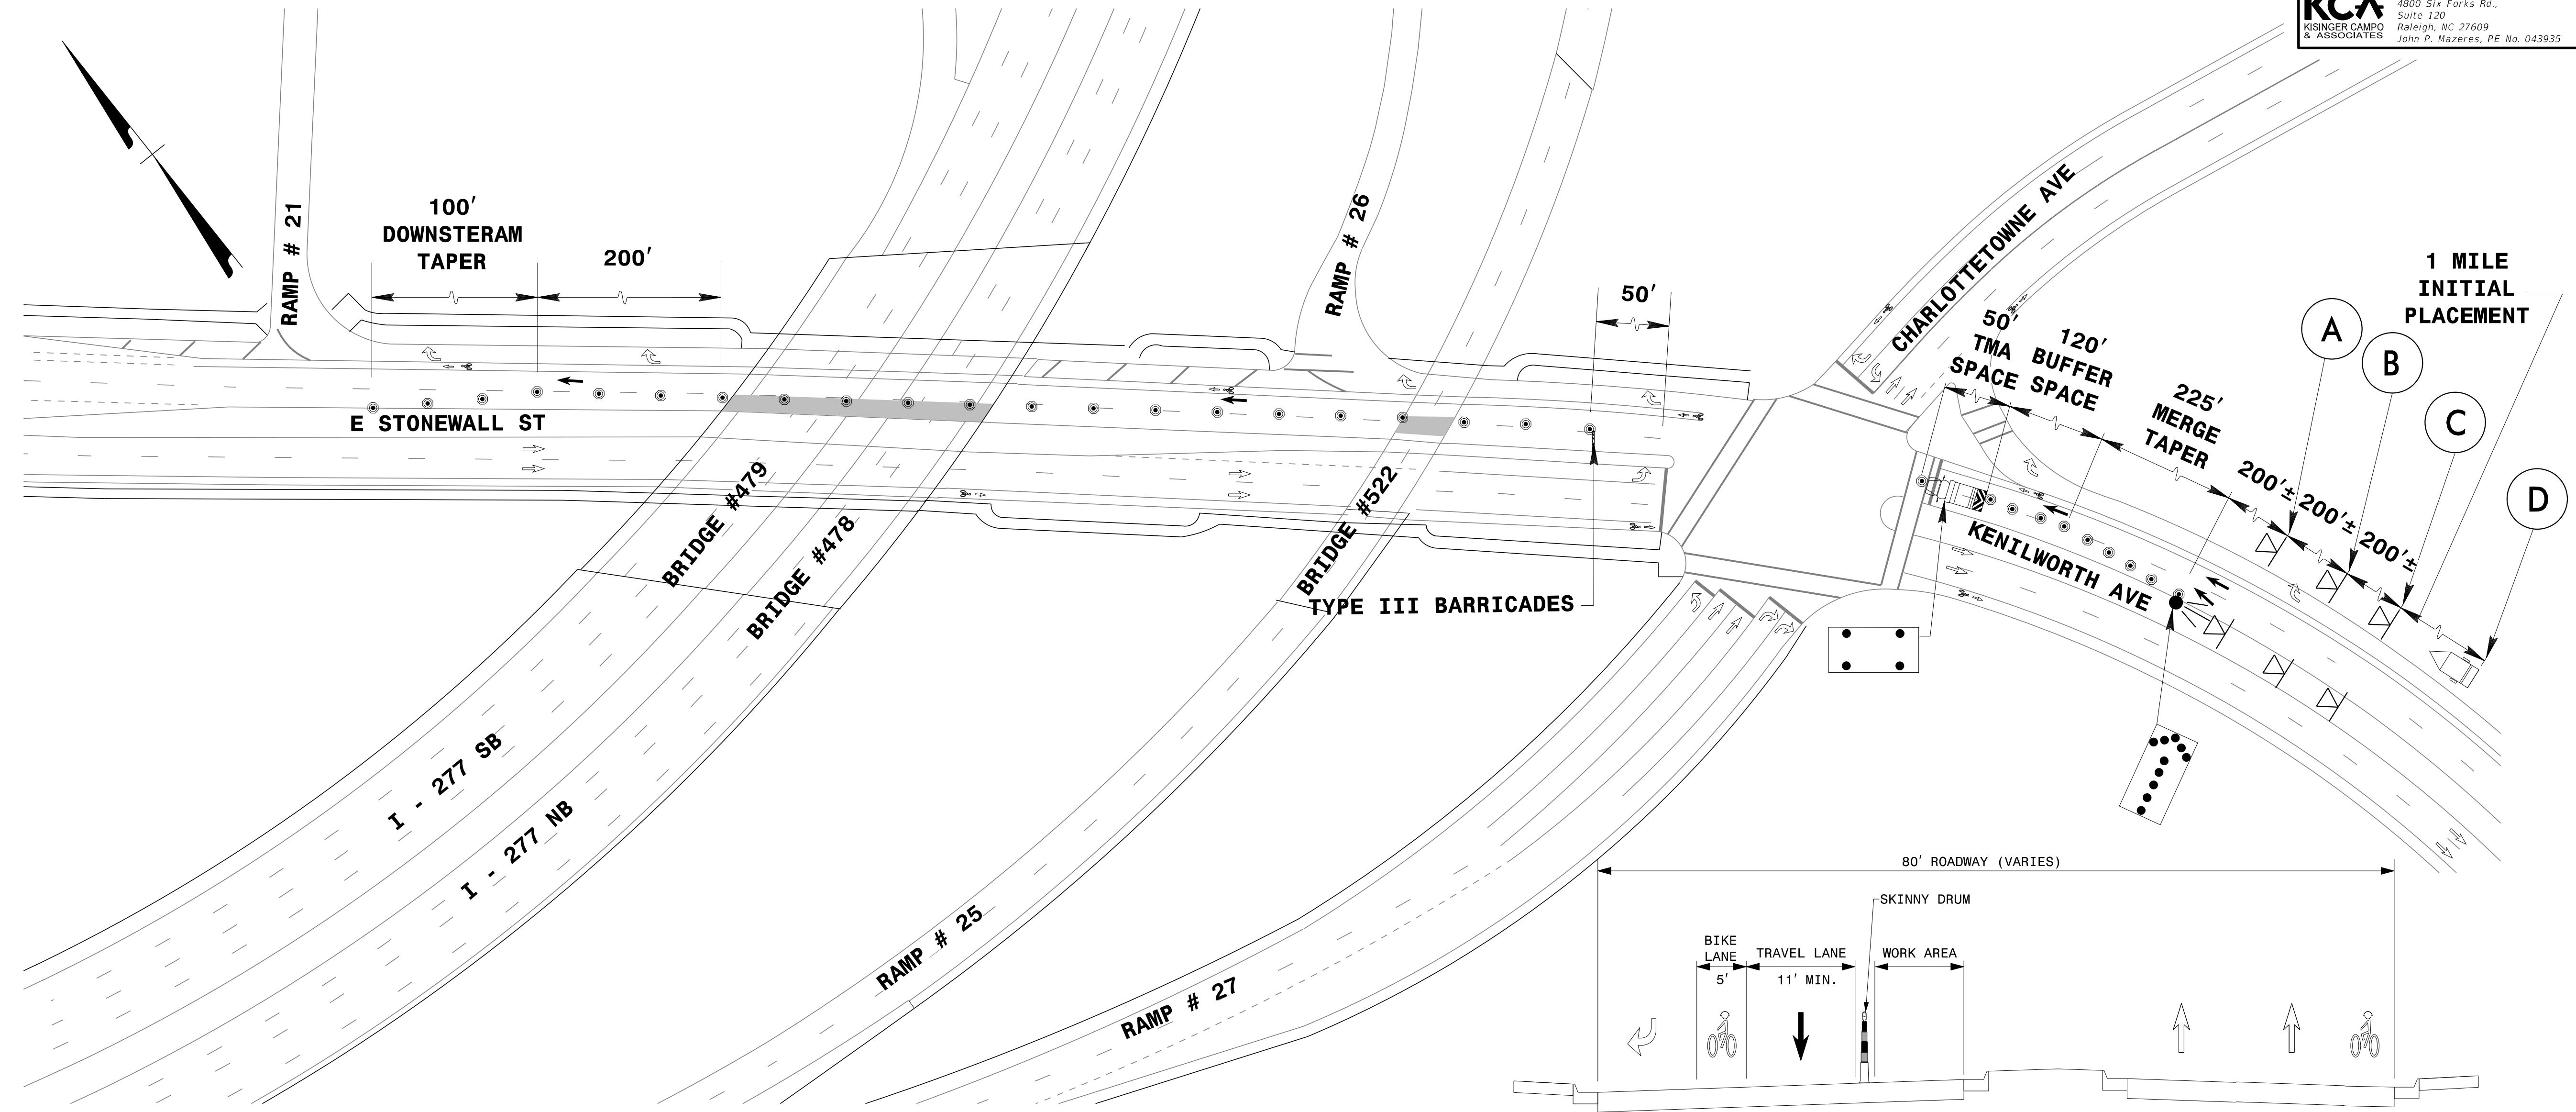 KCA
KISINGER CAMPO
& ASSOCIATES
4800 Six Forks Rd.,
Suite 120
Raleigh, NC 27609
John P. Mazeres, PE No. 043935
RAMP # 21
100'
DOWNSTERAM
TAPER
200'
RAMP # 26
50'
CHARLOTTETOWNE AVE
50'
TMA
SPACE
120'
BUFFER
SPACE
225'
MERGE
TAPER
200'±
200'±
200'±
A
B
C
D
1 MILE
INITIAL
PLACEMENT
E STONEWALL ST
BRIDGE #479
BRIDGE #478
BRIDGE #522
TYPE III BARRICADES
KENILWORTH AVE
I - 277 SB
I - 277 NB
RAMP # 25
RAMP # 27
80' ROADWAY (VARIES)
SKINNY DRUM
BIKE
LANE
5'
TRAVEL LANE
11' MIN.
WORK AREA